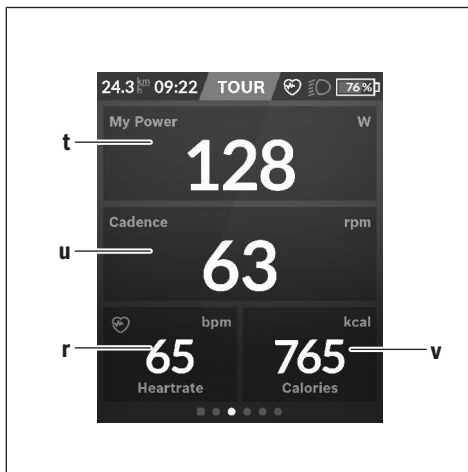 24.3 km/h 09:22 TOUR 76 %
My Power W
t
128
Cadence rpm
u
63
bpm kcal
r 65 765 v
Heartrate Calories